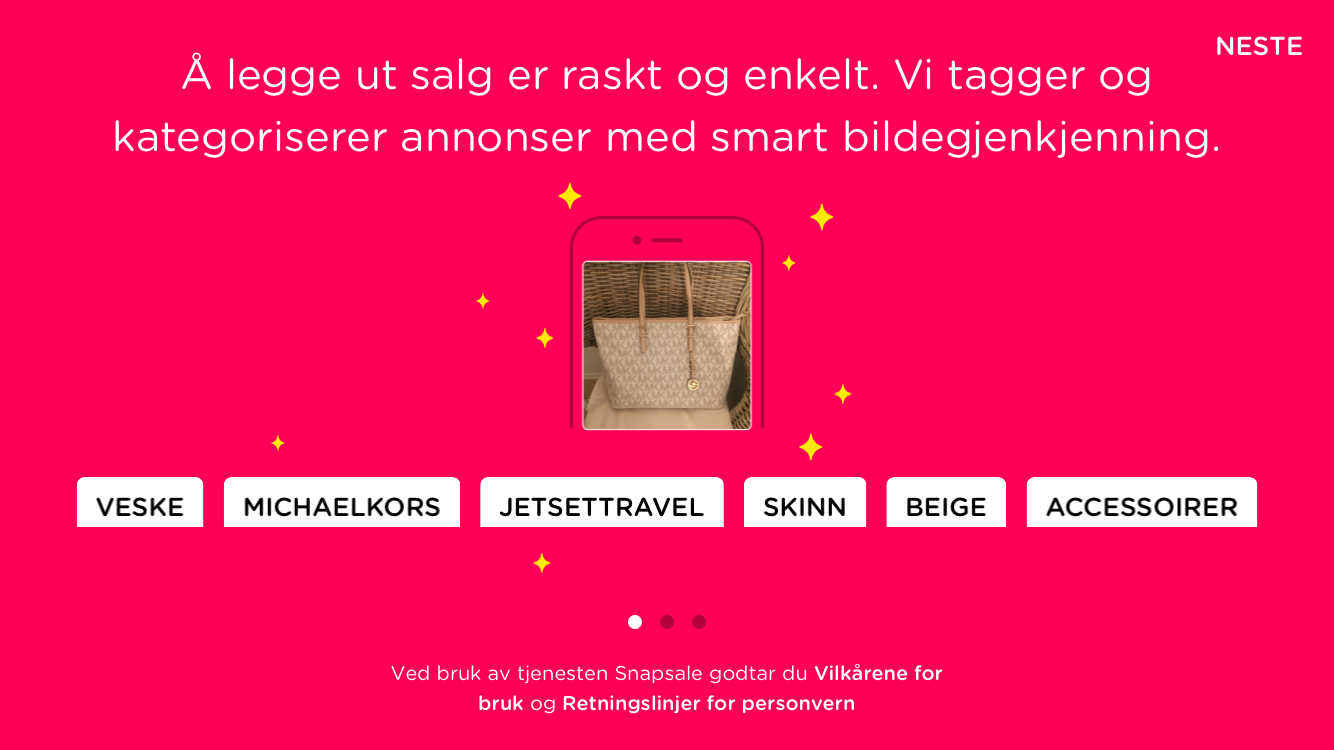 NESTE
Å legge ut salg er raskt og enkelt. Vi tagger og
kategoriserer annonser med smart bildegjenkjenning.
VESKE MICHAELKORS JETSETTRAVEL SKINN BEIGE ACCESSOIRER
Ved bruk av tjenesten Snapsale godtar du Vilkårene for
bruk og Retningslinjer for personvern